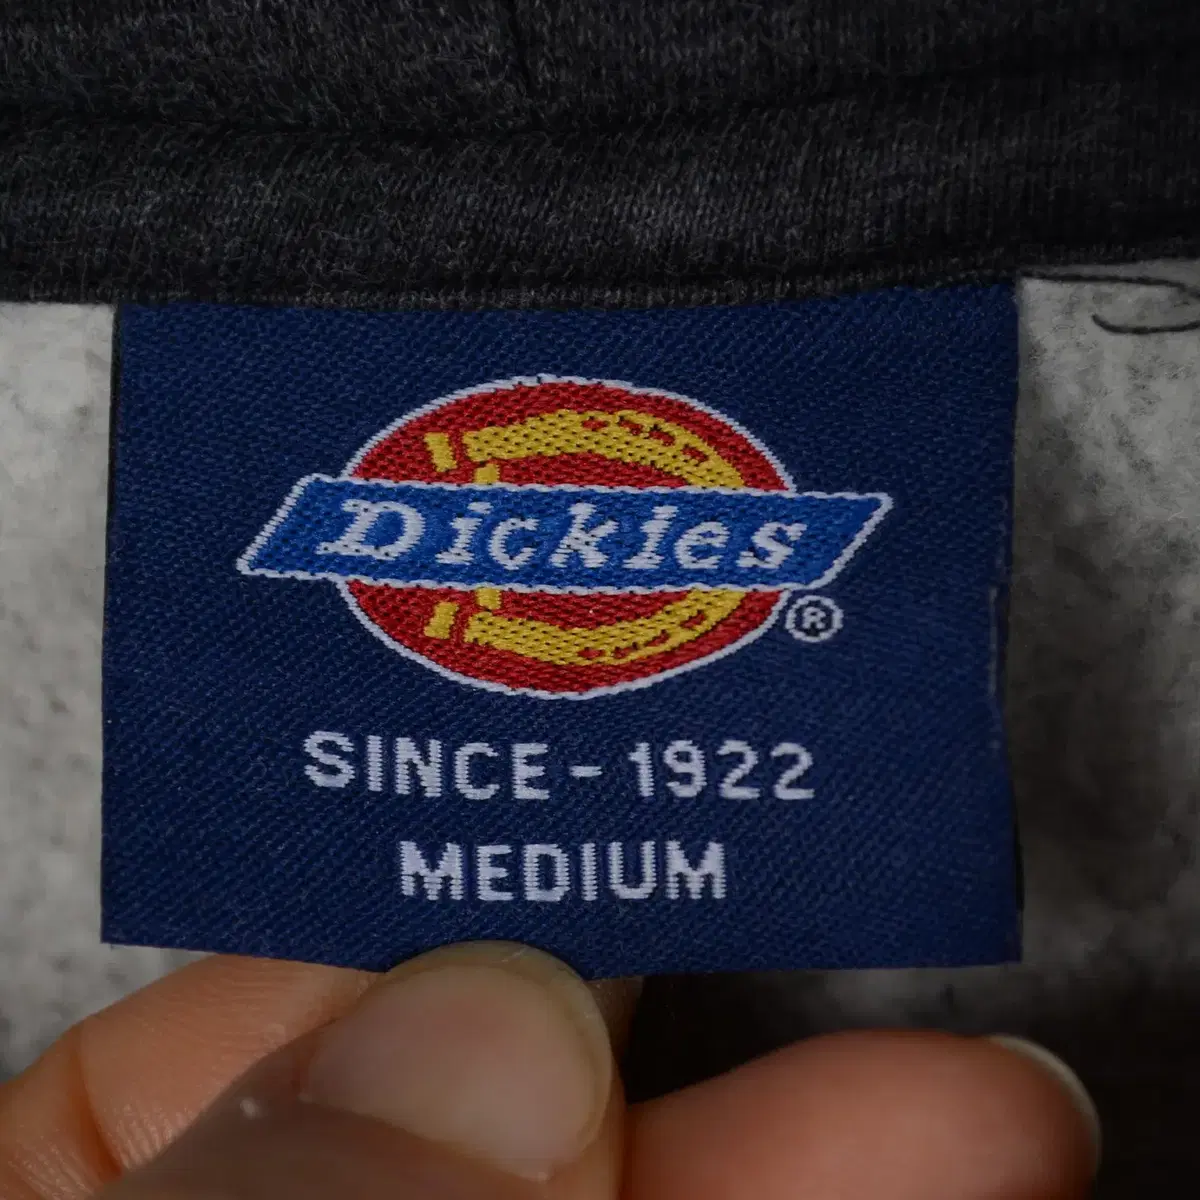 Dickies
®
SINCE - 1922
MEDIUM